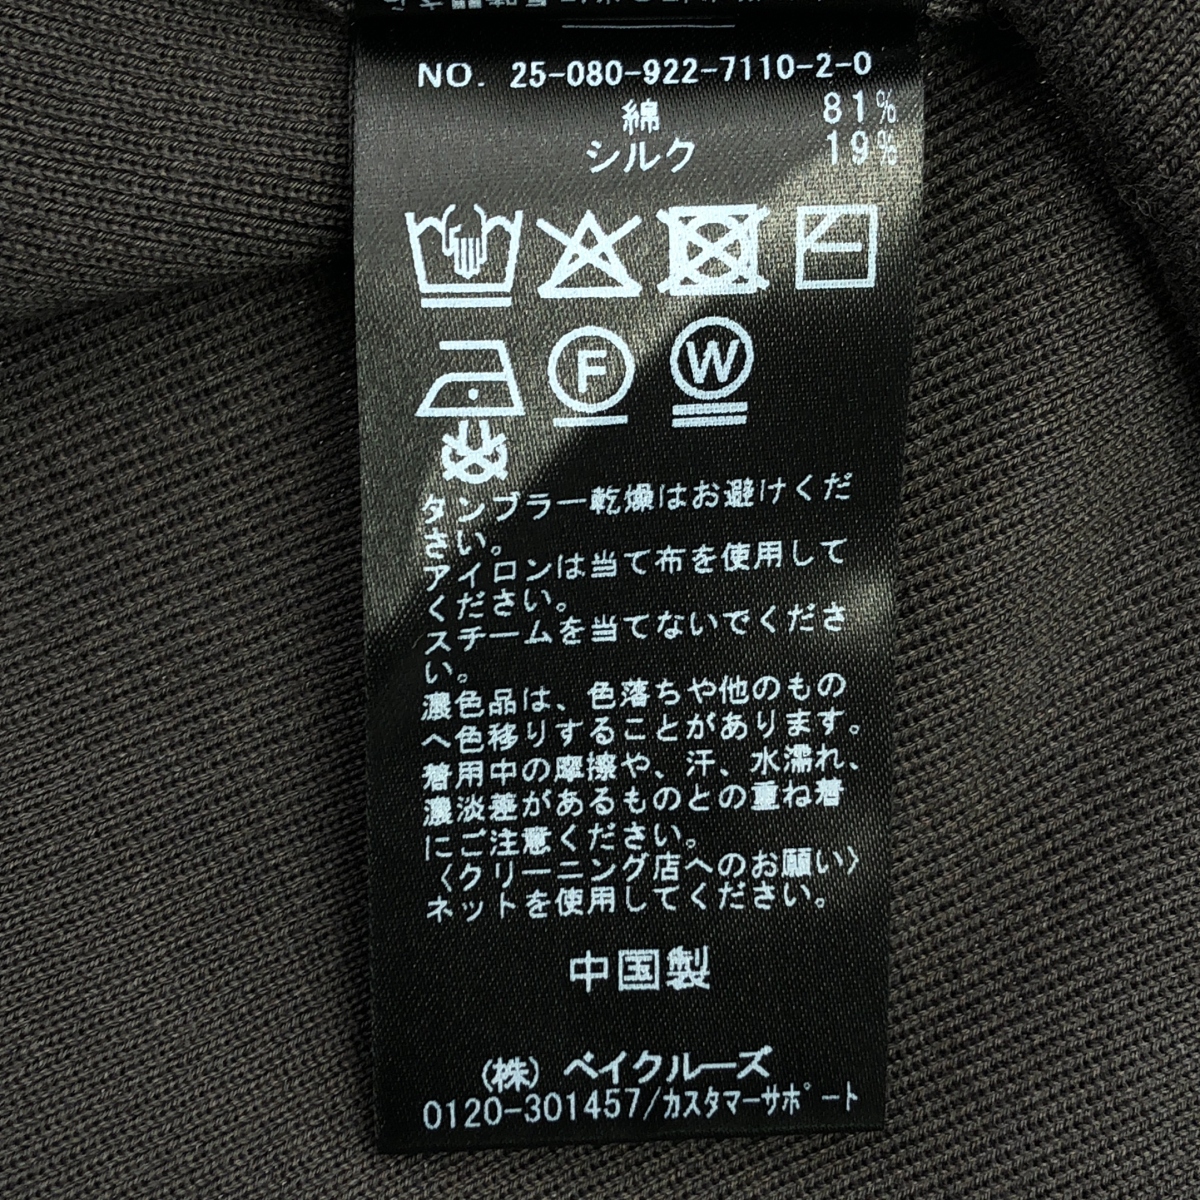 NO. 25-080-922-7110-2-0
綿 81%
シルク 19%
F W
タンブラー乾燥はお避けくだ
さい。
アイロンは当て布を使用して
ください。
スチームを当てないでくださ
い。
濃色品は、色落ちや他のもの
へ色移りすることがあります。
着用中の摩擦や、汗、水濡れ、
濃淡差があるものとの重ね着
にご注意ください。
〈クリーニング店へのお願い〉
ネットを使用してください。
中国製
(株) ベイクルーズ
0120-301457/ｶｽﾀﾏｰｻﾎﾟｰﾄ